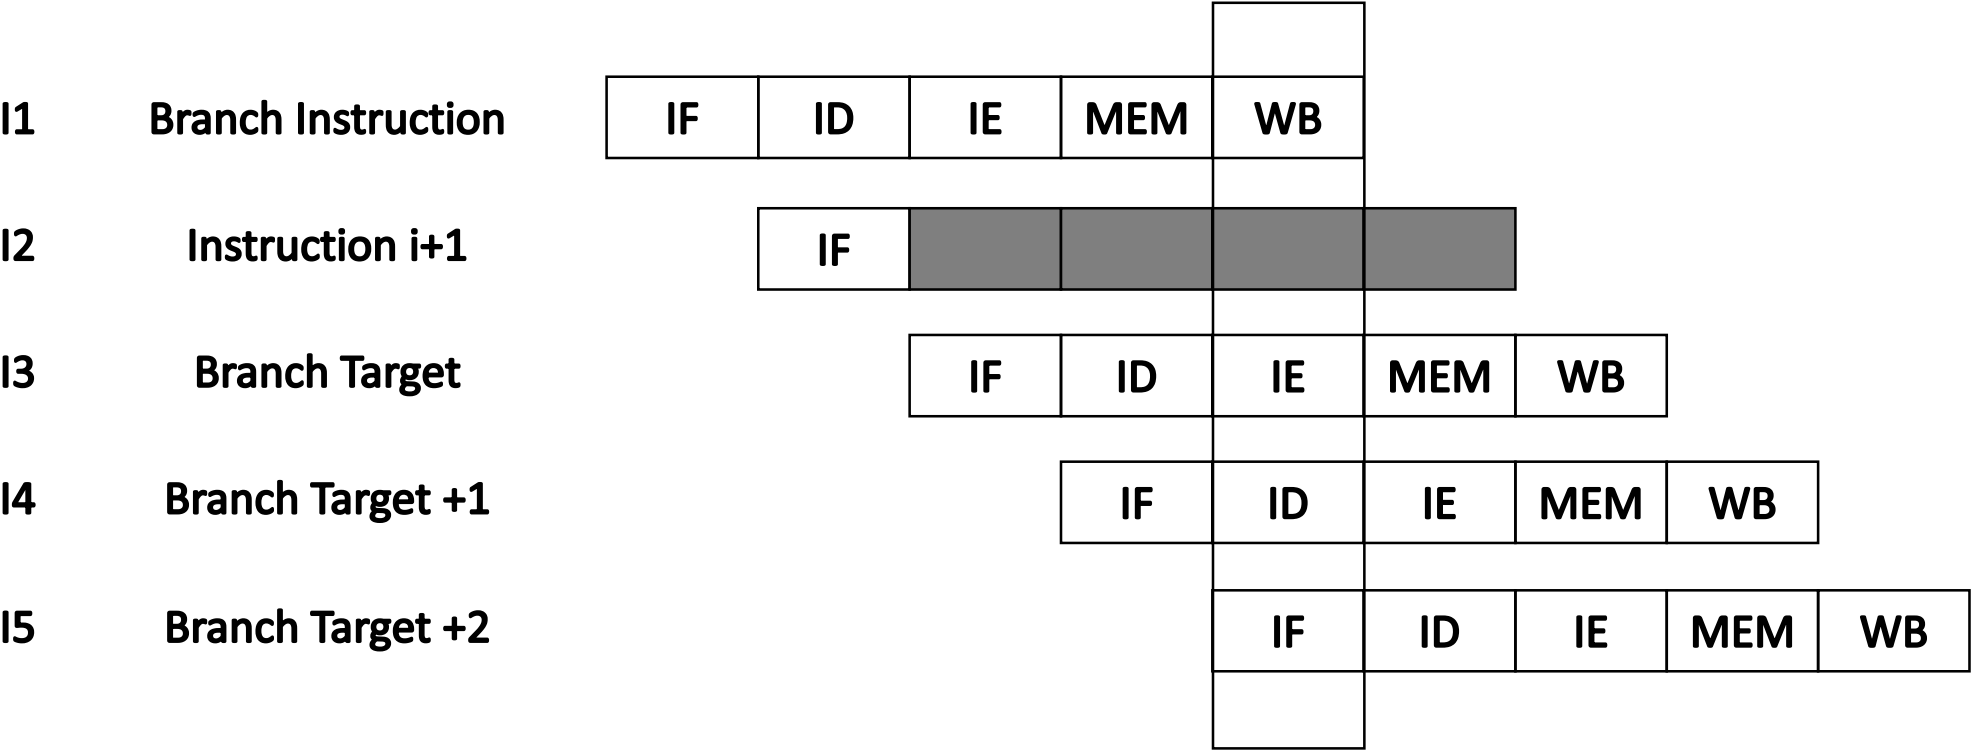 I1 Branch Instruction IF ID IE MEM WB
I2 Instruction i+1 IF
I3 Branch Target IF ID IE MEM WB
I4 Branch Target +1 IF ID IE MEM WB
I5 Branch Target +2 IF ID IE MEM WB